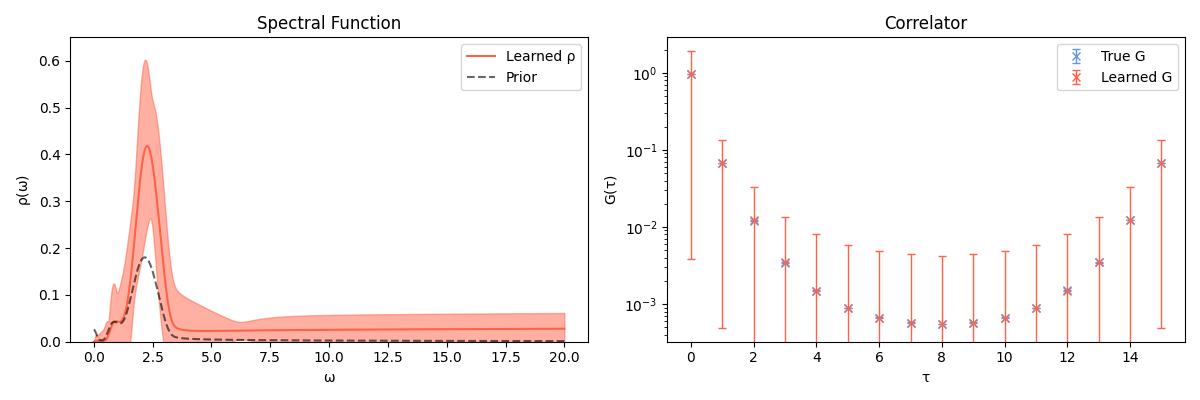 Spectral Function
ρ(ω)
0.6
0.5
0.4
0.3
0.2
0.1
0.0
Learned ρ
Prior
0.0 2.5 5.0 7.5 10.0 12.5 15.0 17.5 20.0
ω
Correlator
G(τ)
10⁰
10⁻¹
10⁻²
10⁻³
True G
Learned G
0 2 4 6 8 10 12 14
τ